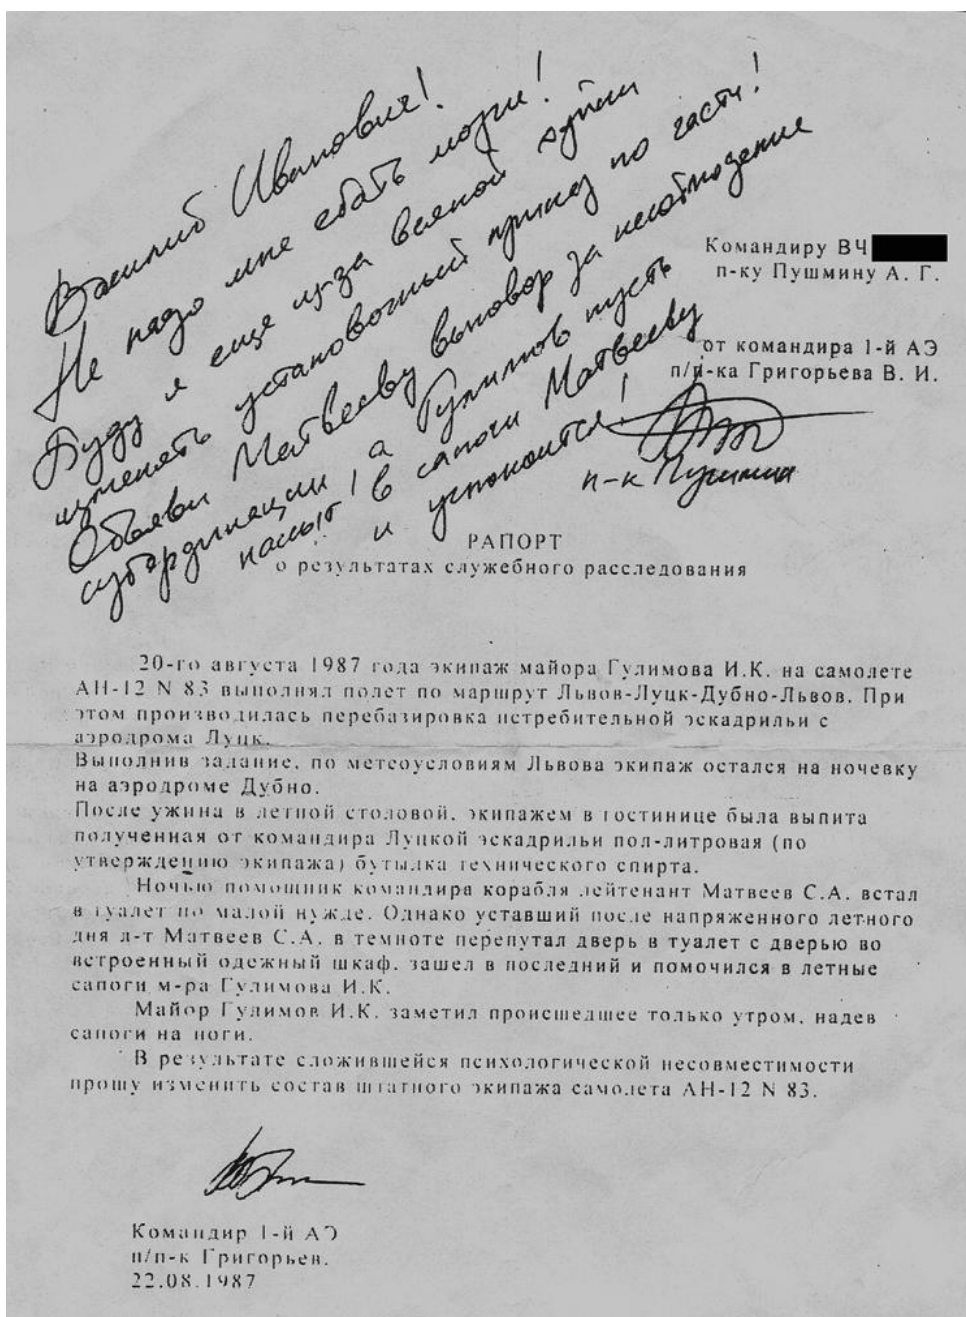 Василий Иванович!
Не надо мне ебать мозги!
Буду я еще из-за всякой хуйни
изменять установочный приказ по части!
Объяви Матвееву выговор за несоблюдение
субординации, а Гулимов пусть
нассыт в сапоги Матвееву
и успокоится!
п-к Пушмин
Командиру ВЧ
п-ку Пушмину А. Г.
от командира 1-й АЭ
п/п-ка Григорьева В. И.
РАПОРТ
о результатах служебного расследования
20-го августа 1987 года экипаж майора Гулимова И.К. на самолете
АН-12 N 83 выполнял полет по маршрут Львов-Луцк-Дубно-Львов. При
этом производилась перебазировка истребительной эскадрильи с
аэродрома Луцк.
Выполнив задание, по метеоусловиям Львова экипаж остался на ночевку
на аэродроме Дубно.
После ужина в летной столовой, экипажем в гостинице была выпита
полученная от командира Луцкой эскадрильи пол-литровая (по
утверждению экипажа) бутылка технического спирта.
Ночью помошник командира корабля лейтенант Матвеев С.А. встал
в туалет по малой нужде. Однако уставший после напряженного летного
дня л-т Матвеев С.А. в темноте перепутал дверь в туалет с дверью во
встроенный одежный шкаф, зашел в последний и помочился в летные
сапоги м-ра Гулимова И.К.
Майор Гулимов И.К. заметил происшедшее только утром, надев
сапоги на ноги.
В результате сложившейся психологической несовместимости
прошу изменить состав штатного экипажа самолета АН-12 N 83.
Командир 1-й АЭ
п/п-к Григорьев.
22.08.1987